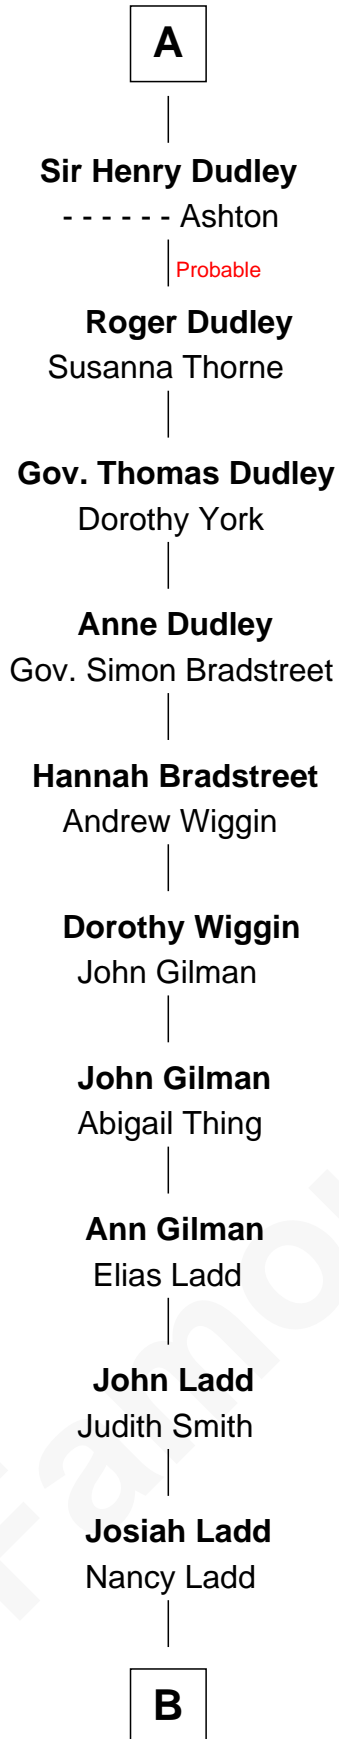 A
Sir Henry Dudley
- - - - - - Ashton
Probable
Roger Dudley
Susanna Thorne
Gov. Thomas Dudley
Dorothy York
Anne Dudley
Gov. Simon Bradstreet
Hannah Bradstreet
Andrew Wiggin
Dorothy Wiggin
John Gilman
John Gilman
Abigail Thing
Ann Gilman
Elias Ladd
John Ladd
Judith Smith
Josiah Ladd
Nancy Ladd
B